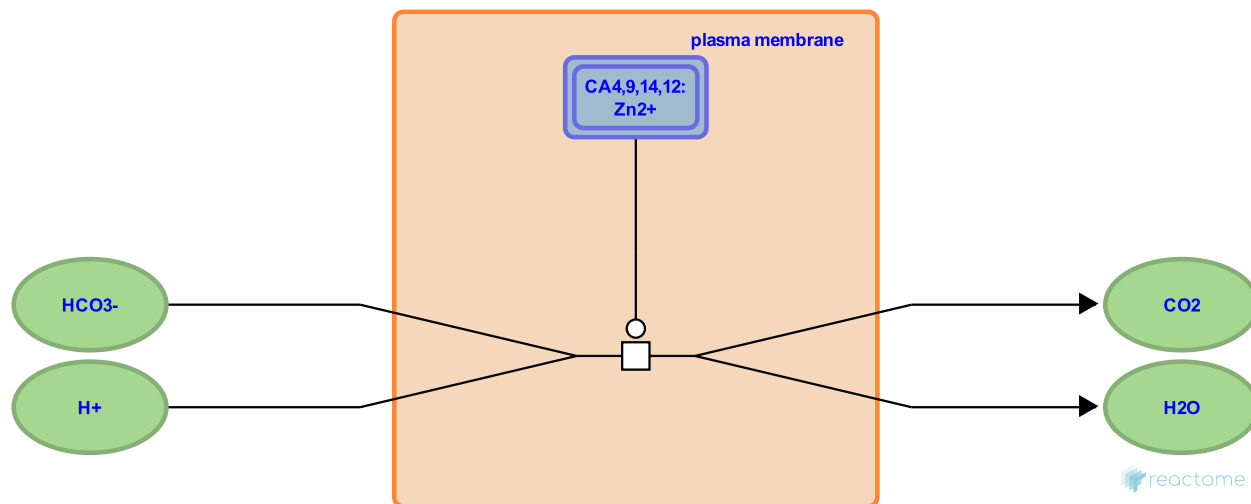 plasma membrane
CA4,9,14,12:
Zn2+
HCO3-
CO2
H+
H2O
reactome